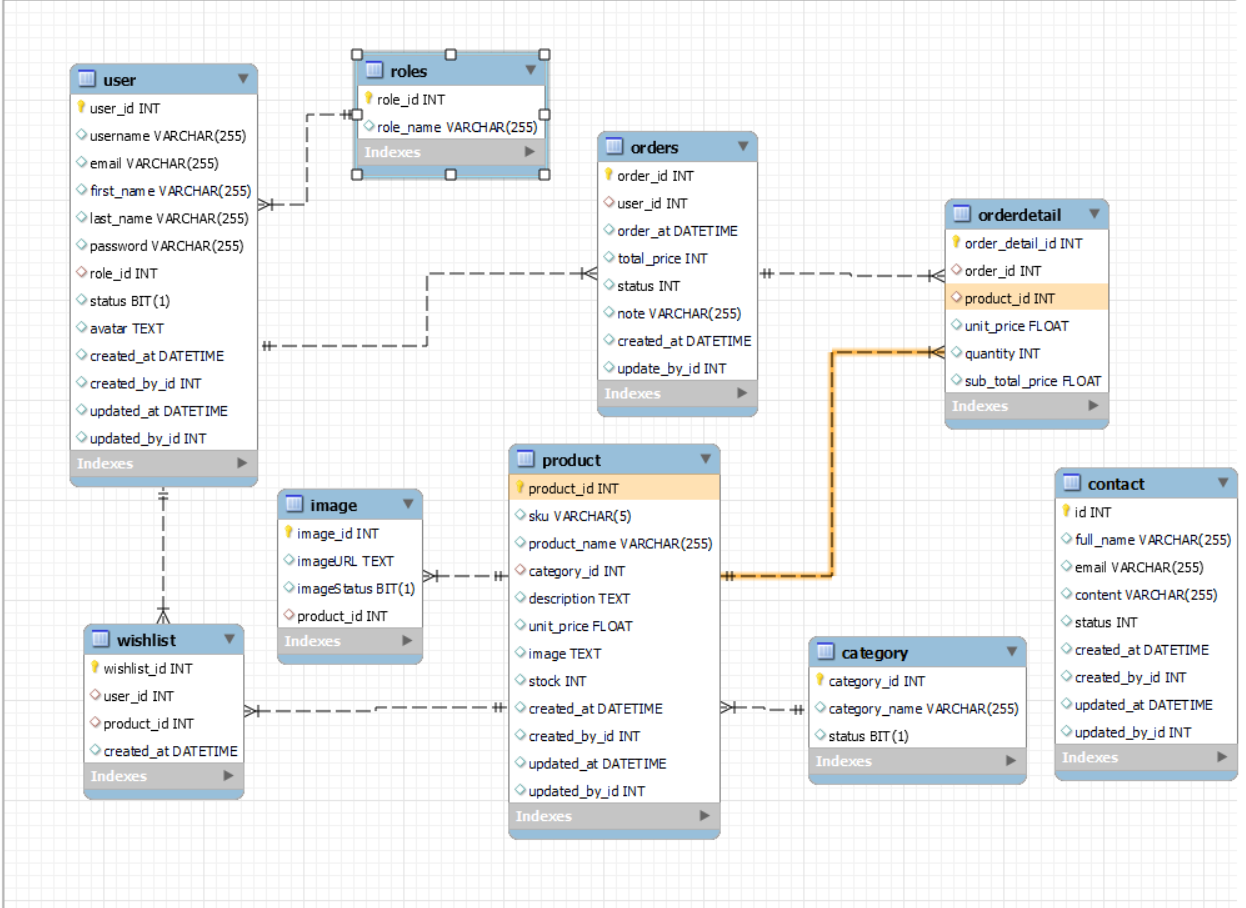 user
user_id INT
username VARCHAR(255)
email VARCHAR(255)
first_name VARCHAR(255)
last_name VARCHAR(255)
password VARCHAR(255)
role_id INT
status BIT(1)
avatar TEXT
created_at DATETIME
created_by_id INT
updated_at DATETIME
updated_by_id INT
Indexes
roles
role_id INT
role_name VARCHAR(255)
Indexes
orders
order_id INT
user_id INT
order_at DATETIME
total_price INT
status INT
note VARCHAR(255)
created_at DATETIME
update_by_id INT
Indexes
orderdetail
order_detail_id INT
order_id INT
product_id INT
unit_price FLOAT
quantity INT
sub_total_price FLOAT
Indexes
product
product_id INT
sku VARCHAR(5)
product_name VARCHAR(255)
category_id INT
description TEXT
unit_price FLOAT
image TEXT
stock INT
created_at DATETIME
created_by_id INT
updated_at DATETIME
updated_by_id INT
Indexes
image
image_id INT
imageURL TEXT
imageStatus BIT(1)
product_id INT
Indexes
contact
id INT
full_name VARCHAR(255)
email VARCHAR(255)
content VARCHAR(255)
status INT
created_at DATETIME
created_by_id INT
updated_at DATETIME
updated_by_id INT
Indexes
wishlist
wishlist_id INT
user_id INT
product_id INT
created_at DATETIME
Indexes
category
category_id INT
category_name VARCHAR(255)
status BIT(1)
Indexes